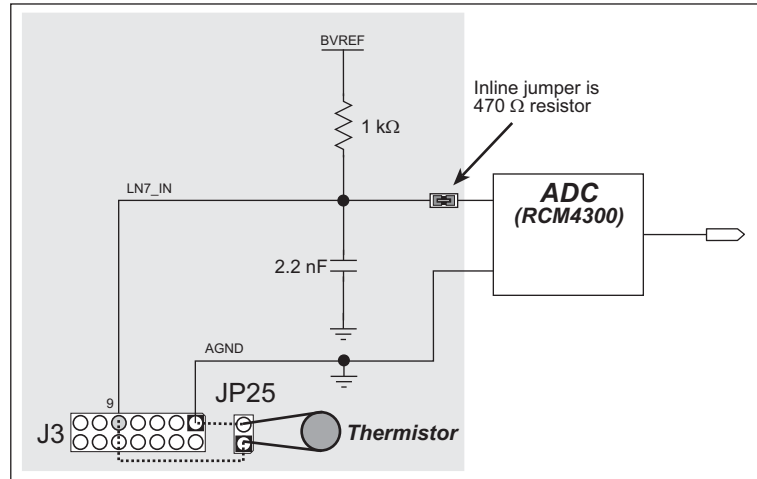 BVREF
Inline jumper is
470 Ω resistor
1 kΩ
LN7_IN
ADC
(RCM4300)
2.2 nF
AGND
JP25
9
J3
Thermistor